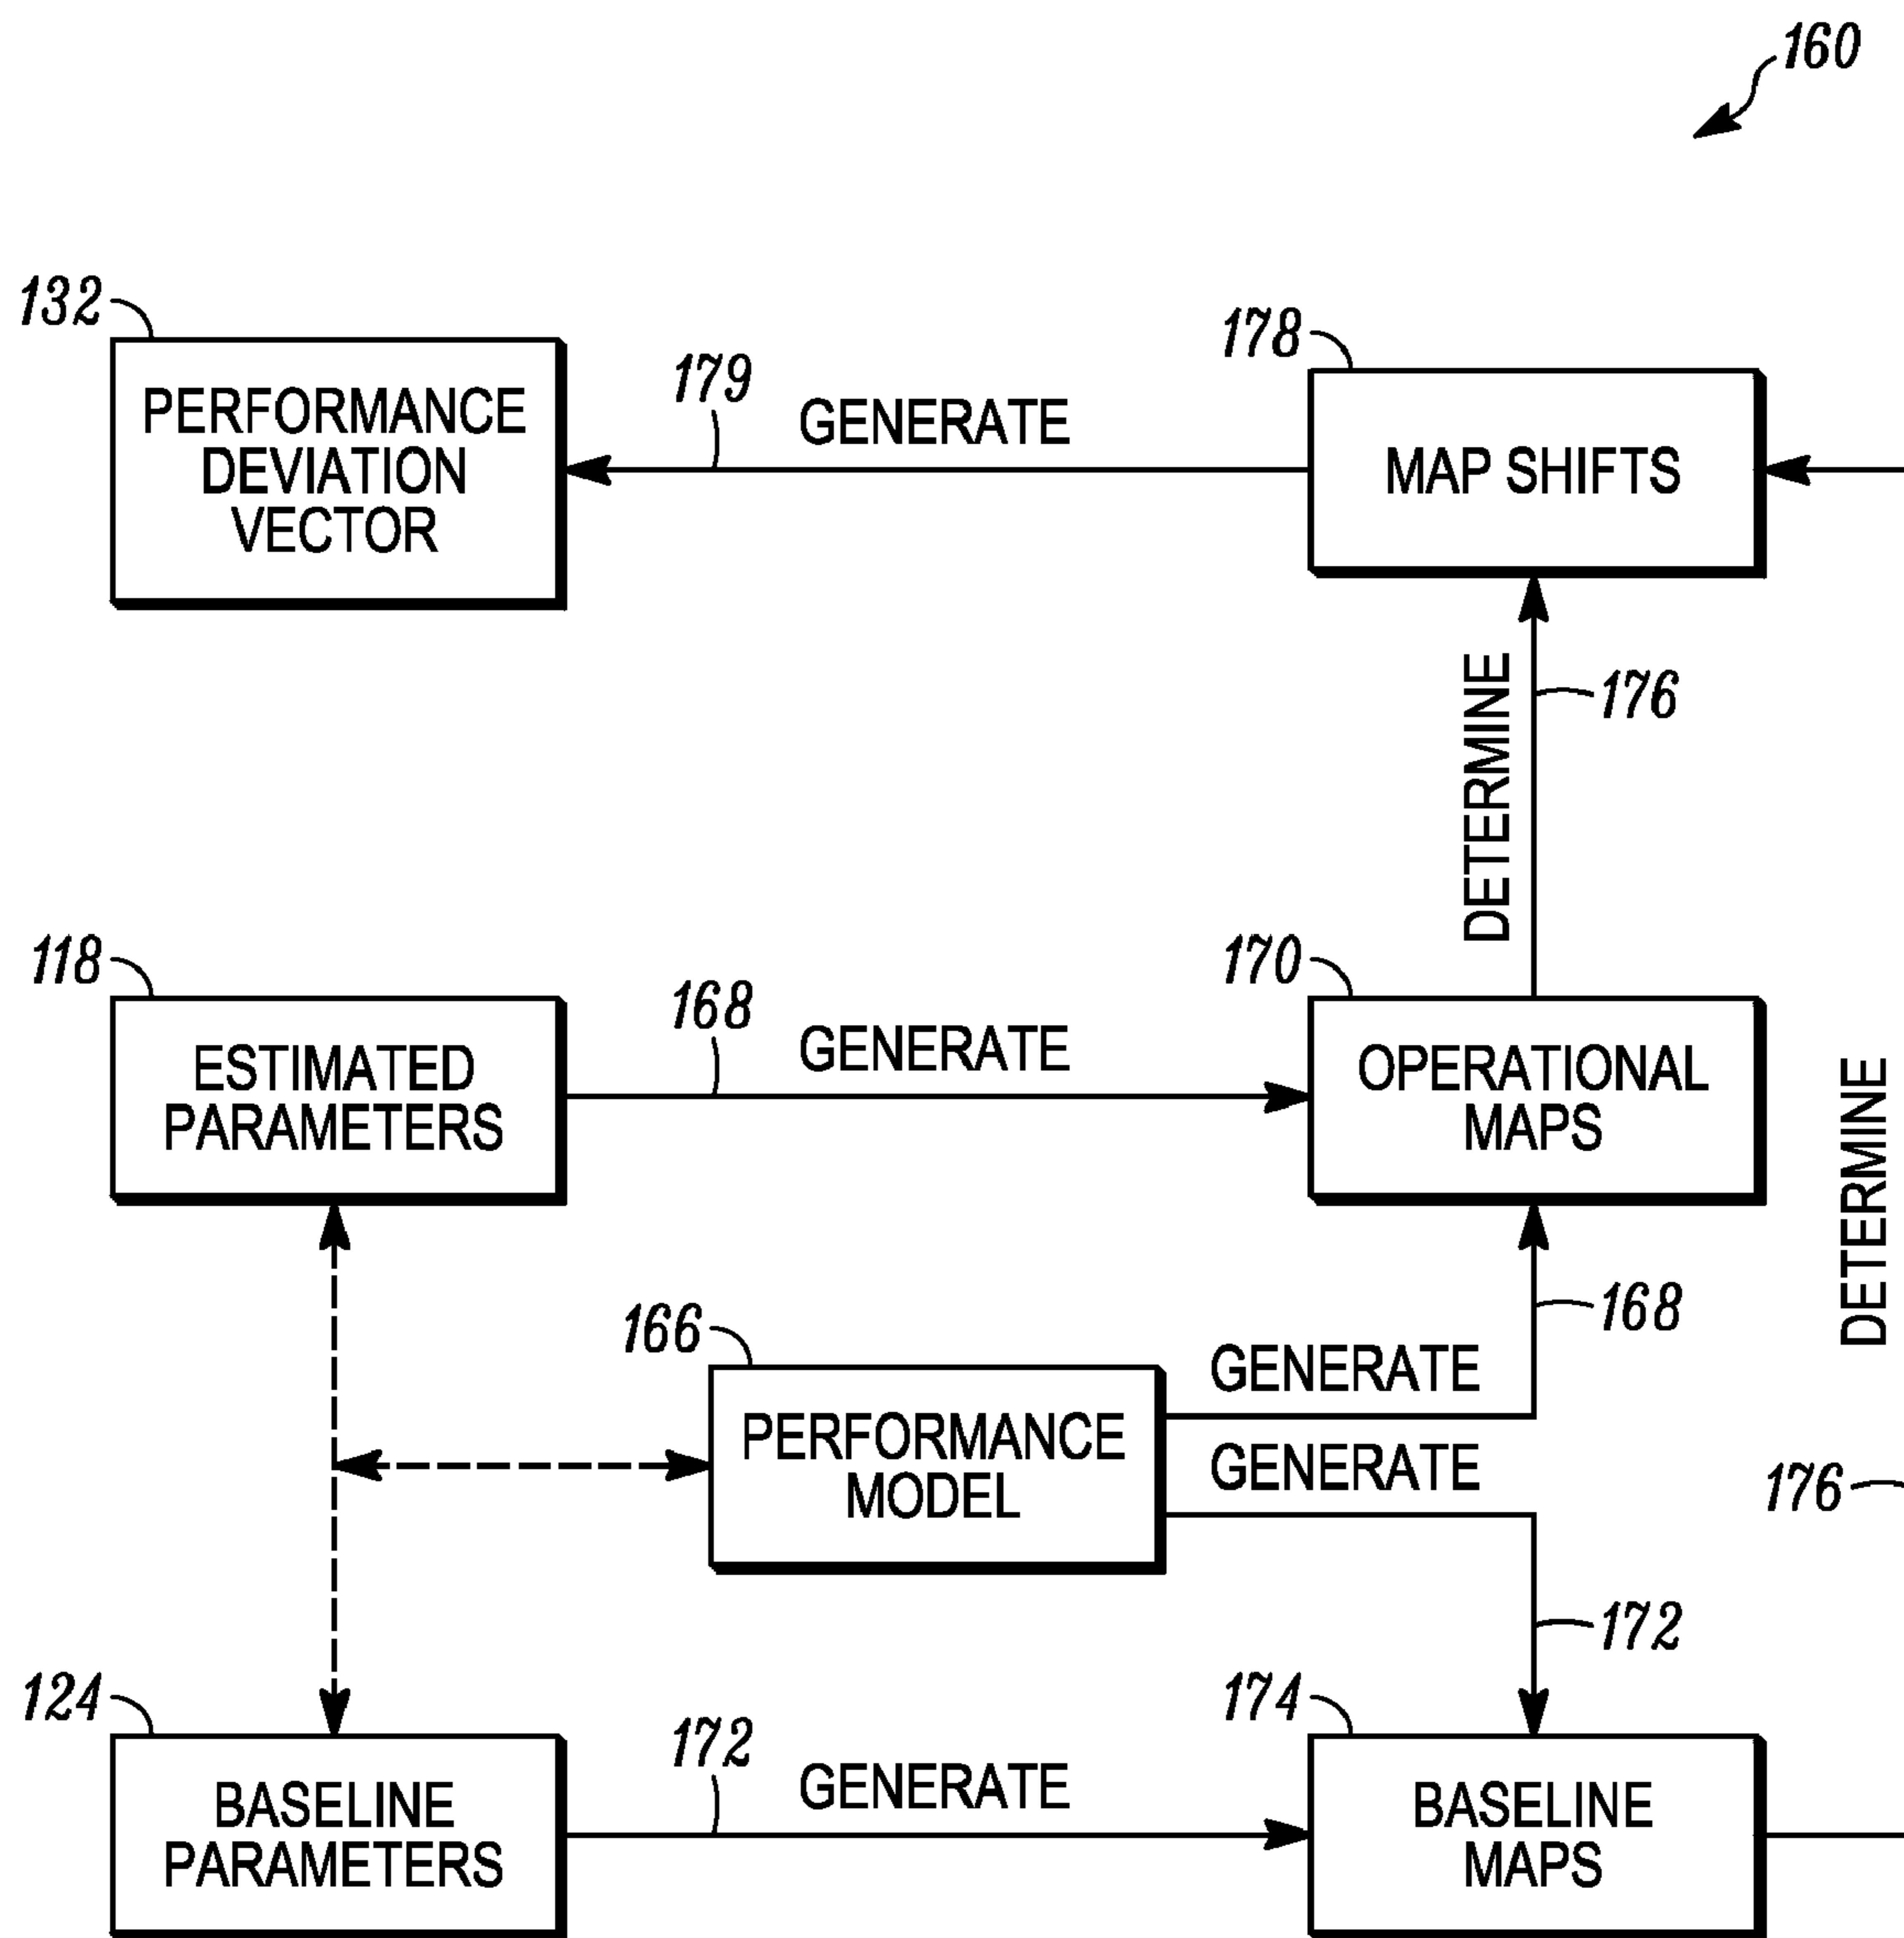 160
132
PERFORMANCE
DEVIATION
VECTOR
179
GENERATE
178
MAP SHIFTS
DETERMINE
176
118
ESTIMATED
PARAMETERS
168
GENERATE
170
OPERATIONAL
MAPS
DETERMINE
166
PERFORMANCE
MODEL
GENERATE
168
GENERATE
176
172
124
BASELINE
PARAMETERS
172
GENERATE
174
BASELINE
MAPS